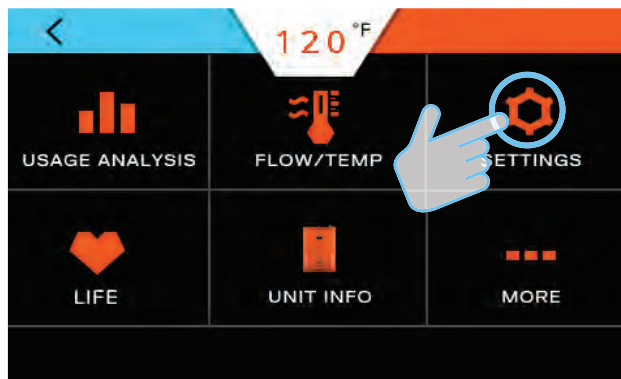 120°F
USAGE ANALYSIS
FLOW/TEMP
SETTINGS
LIFE
UNIT INFO
MORE